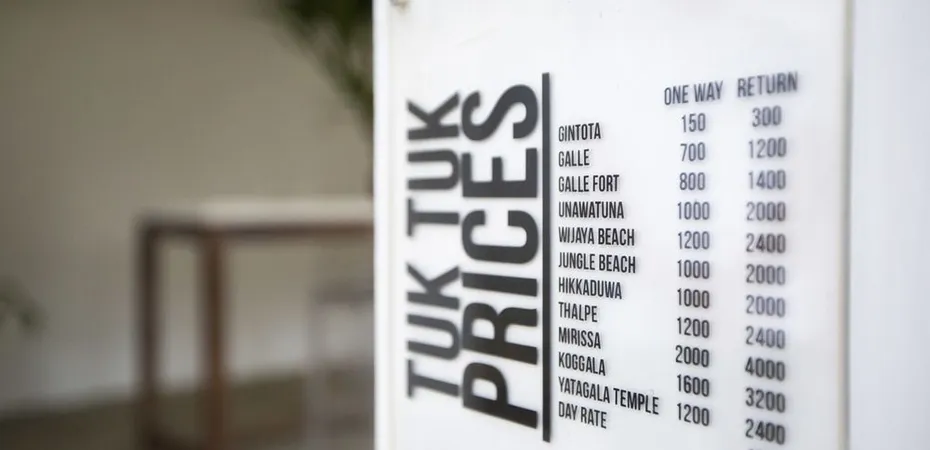 TUK TUK
PRICES
ONE WAY RETURN
GINTOTA 150 300
GALLE 700 1200
GALLE FORT 800 1400
UNAWATUNA 1000 2000
WIJAYA BEACH 1200 2400
JUNGLE BEACH 1000 2000
HIKKADUWA 1000 2000
THALPE 1200 2400
MIRISSA 2000 4000
KOGGALA 1600 3200
YATAGALA TEMPLE 1200 2400
DAY RATE